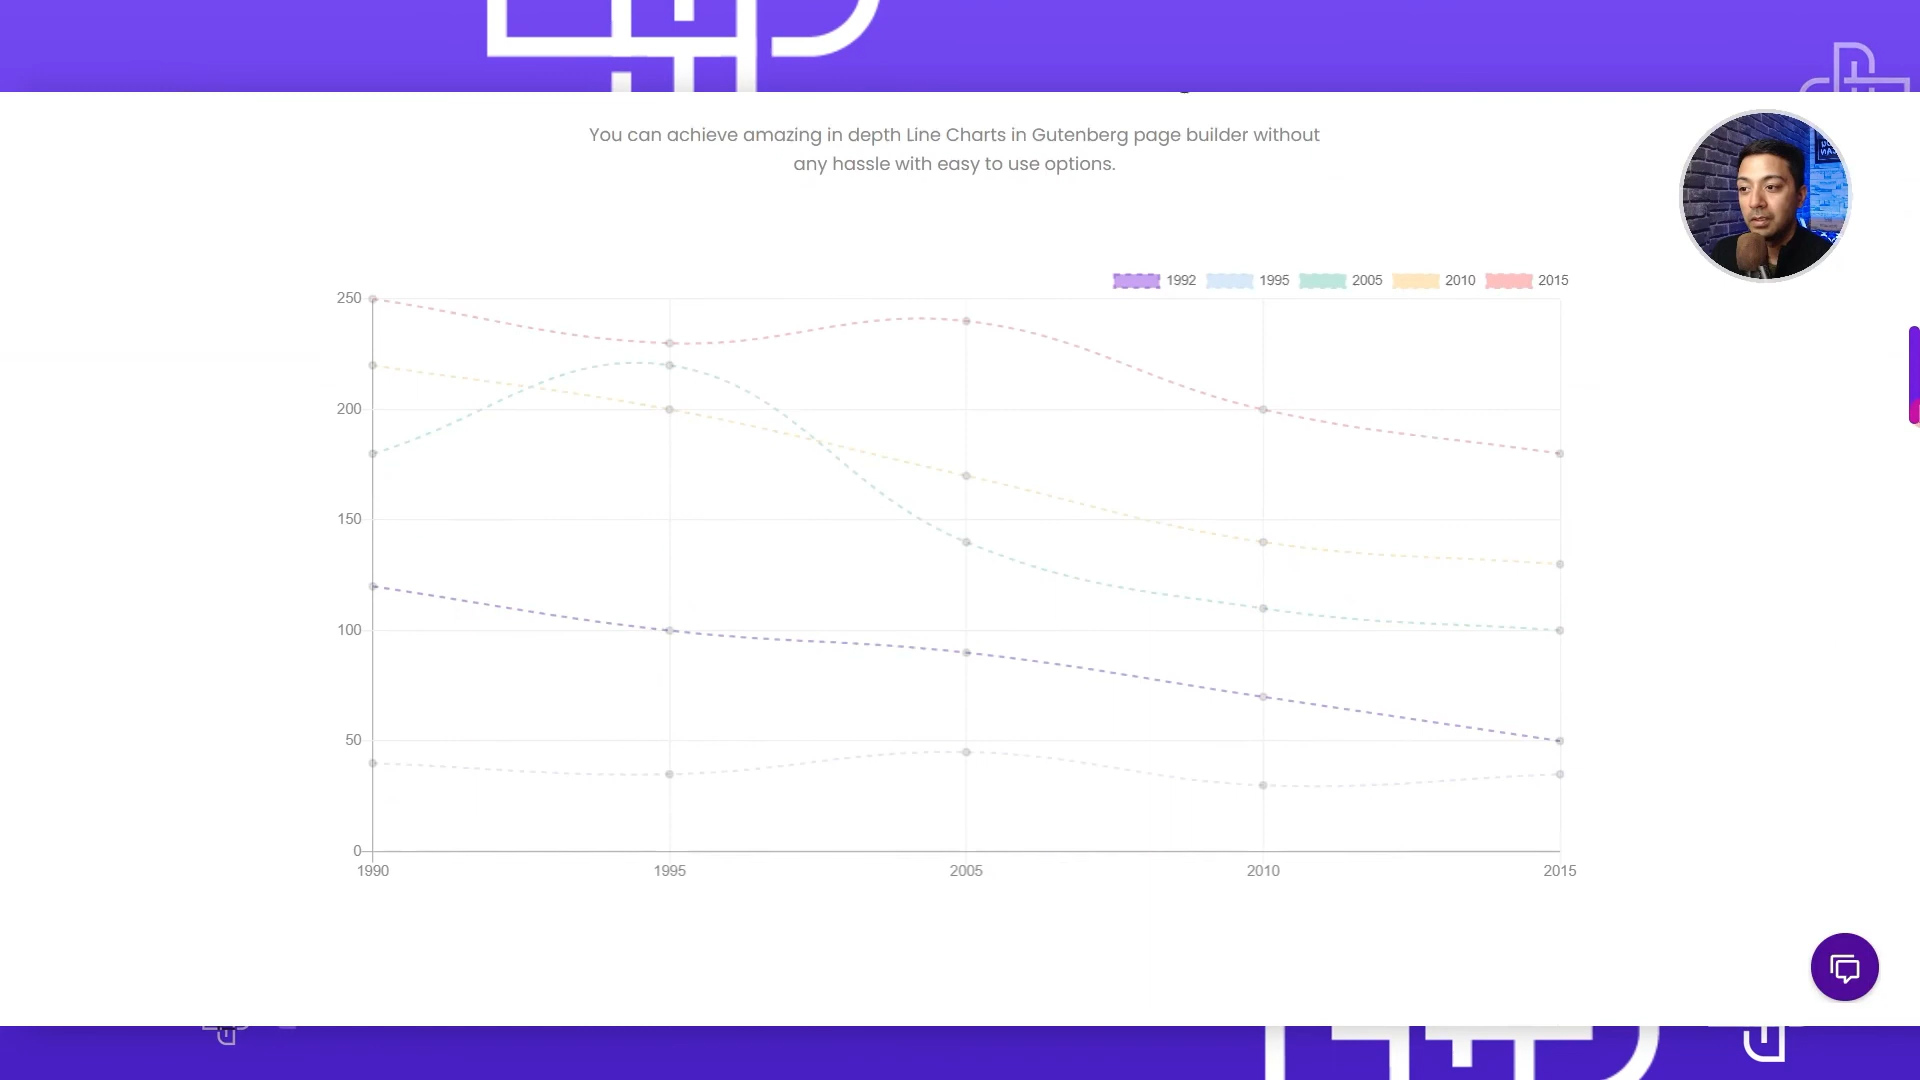 You can achieve amazing in depth Line Charts in Gutenberg page builder without
any hassle with easy to use options.
1992 1995 2005 2010 2015
250
200
150
100
50
0
1990 1995 2005 2010 2015